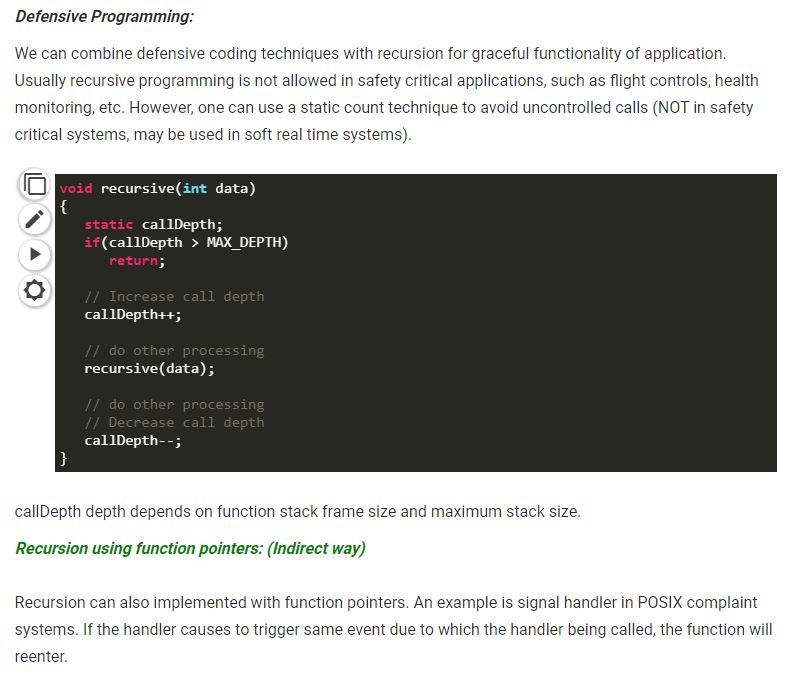 Defensive Programming:
We can combine defensive coding techniques with recursion for graceful functionality of application.
Usually recursive programming is not allowed in safety critical applications, such as flight controls, health
monitoring, etc. However, one can use a static count technique to avoid uncontrolled calls (NOT in safety
critical systems, may be used in soft real time systems).
void recursive(int data)
{
   static callDepth;
   if(callDepth > MAX_DEPTH)
      return;
   // Increase call depth
   callDepth++;
   // do other processing
   recursive(data);
   // do other processing
   // Decrease call depth
   callDepth--;
}
callDepth depth depends on function stack frame size and maximum stack size.
Recursion using function pointers: (Indirect way)
Recursion can also implemented with function pointers. An example is signal handler in POSIX complaint
systems. If the handler causes to trigger same event due to which the handler being called, the function will
reenter.